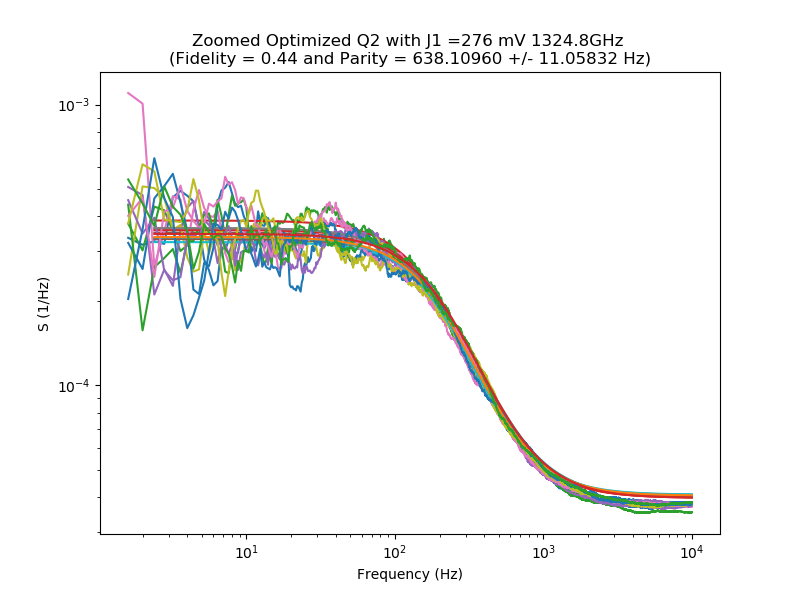 Zoomed Optimized Q2 with J1 =276 mV 1324.8GHz
(Fidelity = 0.44 and Parity = 638.10960 +/- 11.05832 Hz)
10⁻³
10⁻⁴
S (1/Hz)
10¹ 10² 10³ 10⁴
Frequency (Hz)